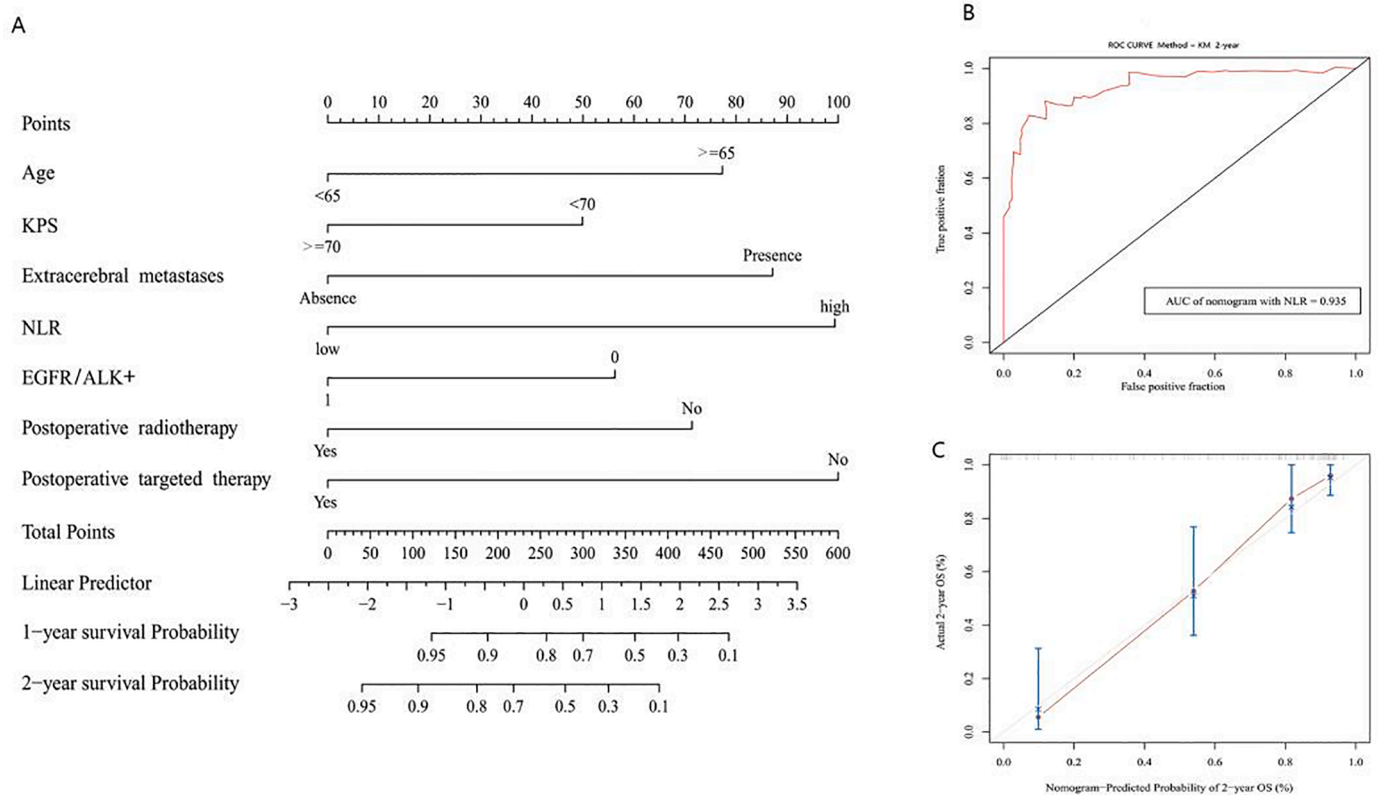 A
0 10 20 30 40 50 60 70 80 90 100
Points
>=65
Age
<65
<70
KPS
>=70
Presence
Extracerebral metastases
Absence
high
NLR
low
0
EGFR/ALK+
1
No
Postoperative radiotherapy
Yes
No
Postoperative targeted therapy
Yes
Total Points
0 50 100 150 200 250 300 350 400 450 500 550 600
Linear Predictor
−3 −2 −1 0 0.5 1 1.5 2 2.5 3 3.5
1−year survival Probability
0.95 0.9 0.8 0.7 0.5 0.3 0.1
2−year survival Probability
0.95 0.9 0.8 0.7 0.5 0.3 0.1
B
ROC CURVE Method = KM 2-year
True positive fration
0.0 0.2 0.4 0.6 0.8 1.0
AUC of nomogram with NLR = 0.935
0.0 0.2 0.4 0.6 0.8 1.0
False positive fraction
C
Actual 2−year OS (%)
0.0 0.2 0.4 0.6 0.8 1.0
0.0 0.2 0.4 0.6 0.8 1.0
Nomogram−Predicted Probability of 2−year OS (%)